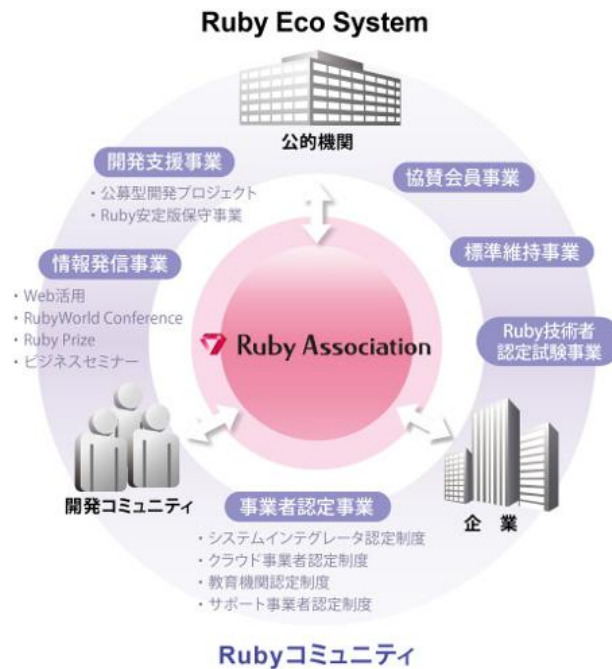 Ruby Eco System
公的機関
開発支援事業
・公募型開発プロジェクト
・Ruby安定版保守事業
協賛会員事業
情報発信事業
・Web活用
・RubyWorld Conference
・Ruby Prize
・ビジネスセミナー
標準維持事業
Ruby技術者
認定試験事業
Ruby Association
開発コミュニティ
企 業
事業者認定事業
・システムインテグレータ認定制度
・クラウド事業者認定制度
・教育機関認定制度
・サポート事業者認定制度
Rubyコミュニティ